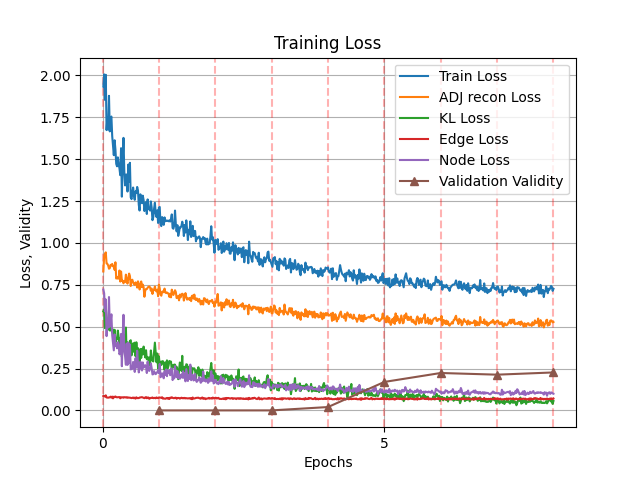 Training Loss
Loss, Validity
2.00
1.75
1.50
1.25
1.00
0.75
0.50
0.25
0.00
Train Loss
ADJ recon Loss
KL Loss
Edge Loss
Node Loss
Validation Validity
0
5
Epochs